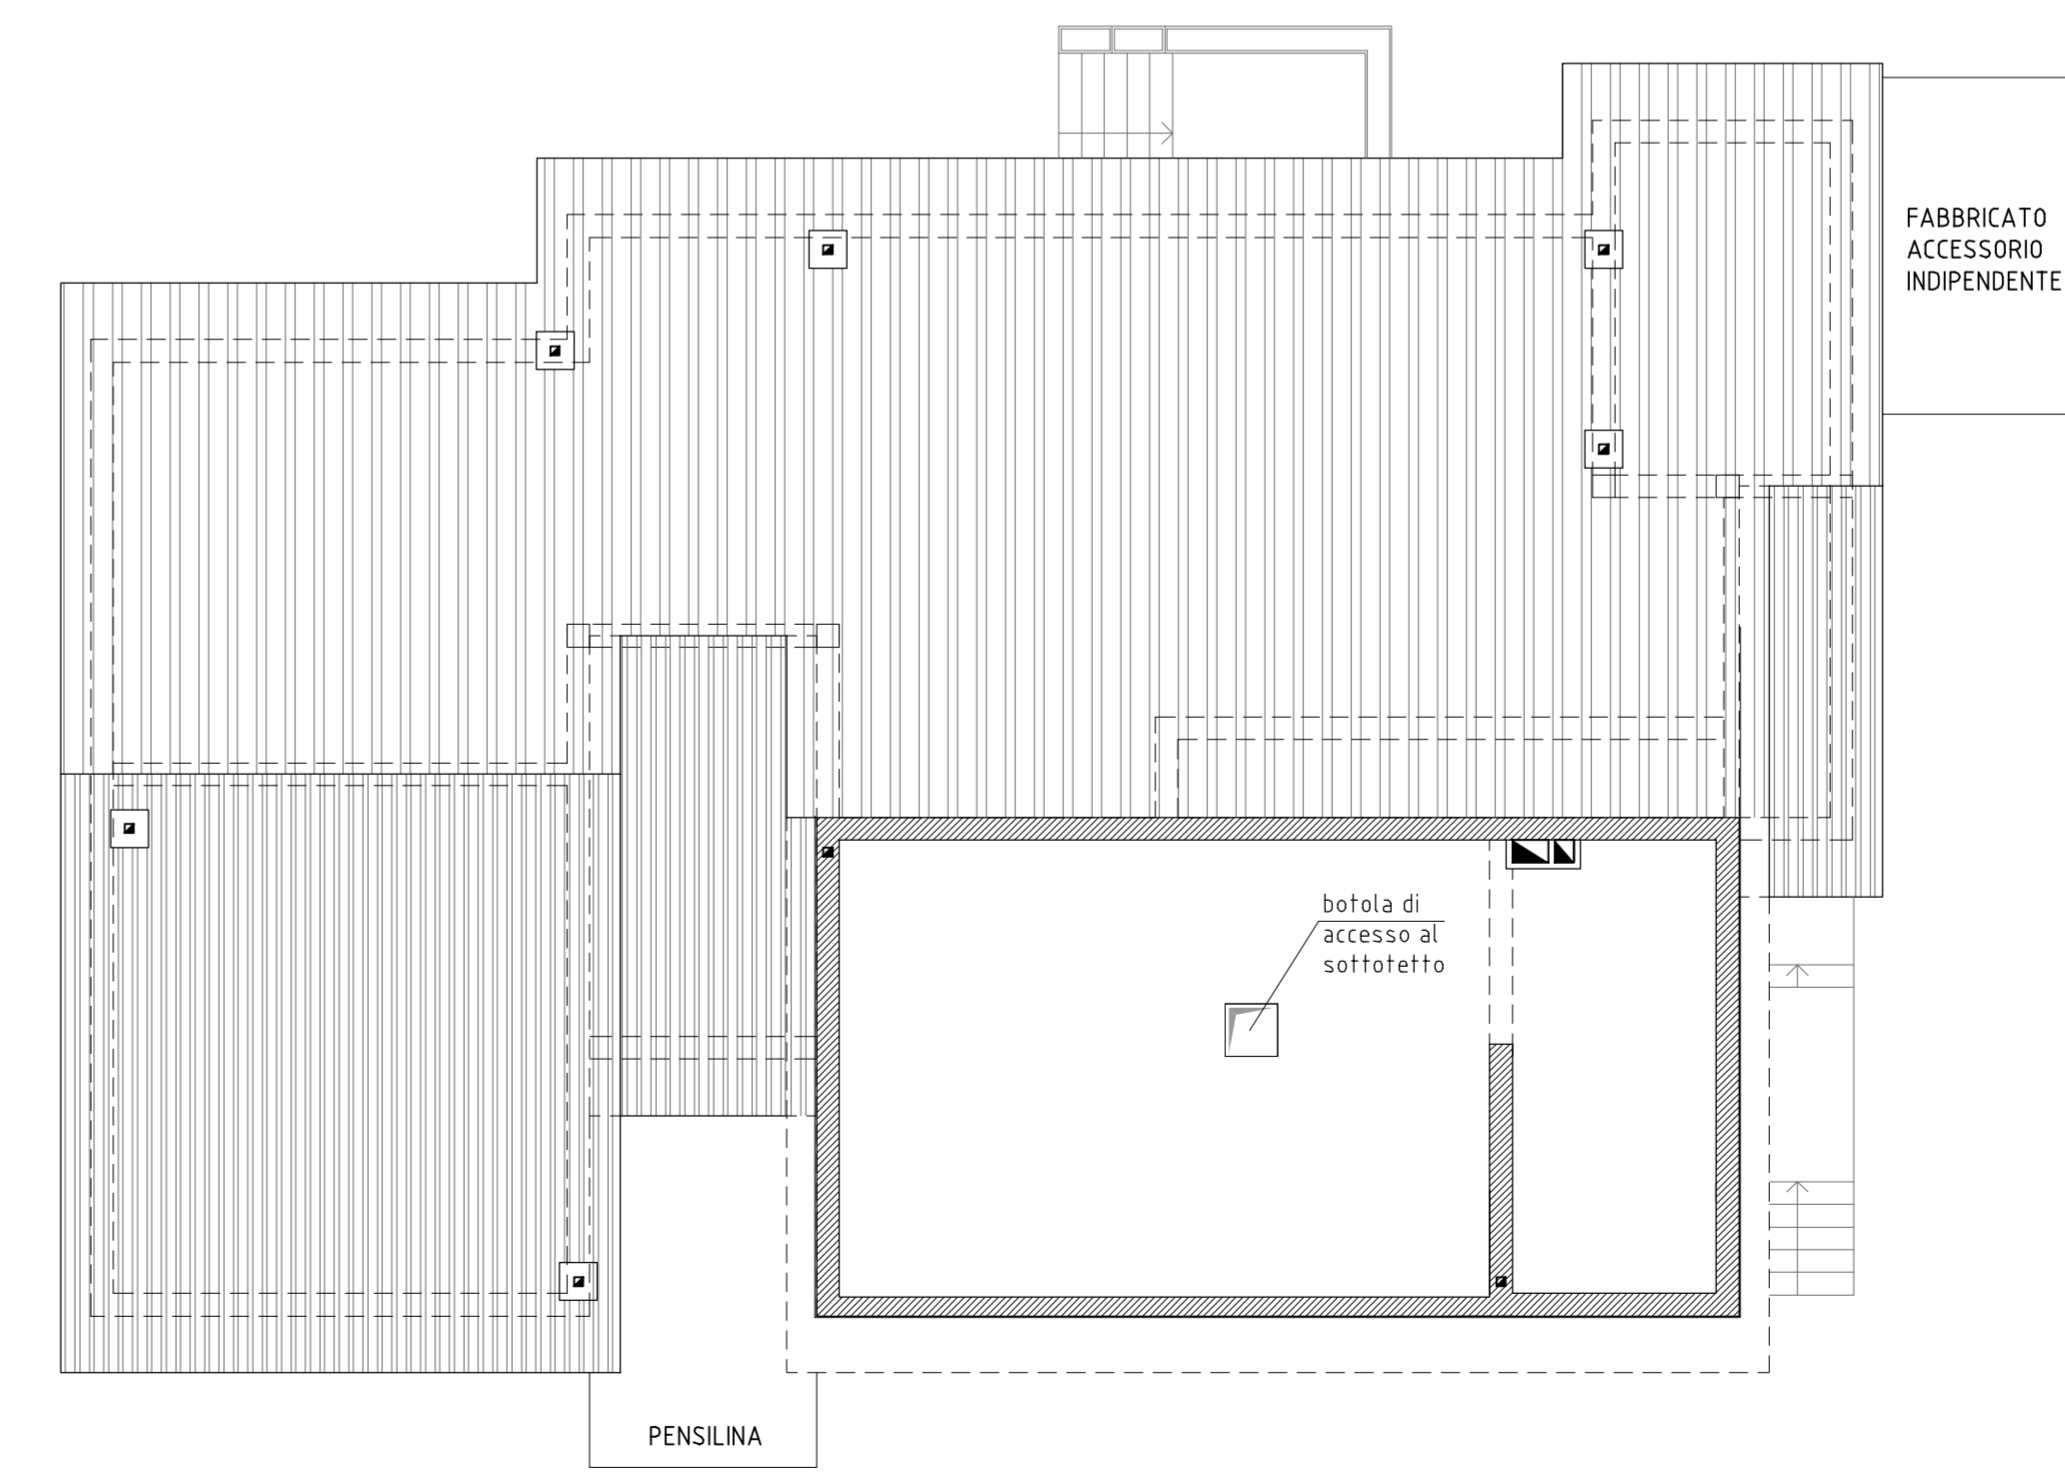 FABBRICATO
ACCESSORIO
INDIPENDENTE
botola di
accesso al
sottotetto
PENSILINA